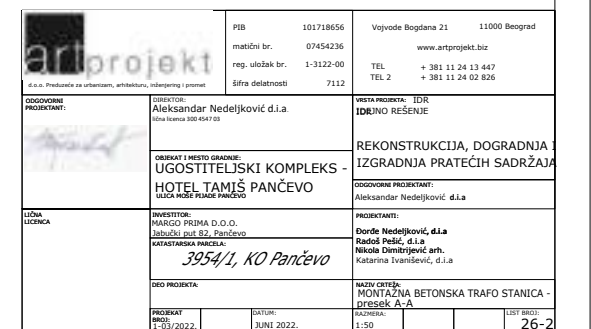 artprojekt
d.o.o. Preduzeće za urbanizam, arhitekturu, inženjering i promet
PIB 101718656
matični br. 07454236
reg. uložak br. 1-3122-00
šifra delatnosti 7112
Vojvode Bogdana 21 11000 Beograd
www.artprojekt.biz
TEL + 381 11 24 13 447
TEL 2 + 381 11 24 02 826
ODGOVORNI
PROJEKTANT:
DIREKTOR:
Aleksandar Nedeljković d.i.a.
lična licenca 300 4547 03
VRSTA PROJEKTA: IDR
IDEJNO REŠENJE
REKONSTRUKCIJA, DOGRADNJA I
IZGRADNJA PRATEĆIH SADRŽAJA
OBJEKAT I MESTO GRADNJE:
UGOSTITELJSKI KOMPLEKS -
HOTEL TAMIŠ PANČEVO
ULICA MOŠE PIJADE PANČEVO
ODGOVORNI PROJEKTANT:
Aleksandar Nedeljković d.i.a
LIČNA
LICENCA
INVESTITOR:
MARGO PRIMA D.O.O.
Jabučki put 82, Pančevo
KATASTARSKA PARCELA:
3954/1, KO Pančevo
PROJEKTANTI:
Đorđe Nedeljković, d.i.a
Radoš Pešić, d.i.a
Nikola Dimitrijević arh.
Katarina Ivanišević, d.i.a
DEO PROJEKTA:
NAZIV CRTEŽA:
MONTAŽNA BETONSKA TRAFO STANICA -
presek A-A
PROJEKAT
BROJ:
1-03/2022.
DATUM:
JUNI 2022.
RAZMERA:
1:50
LIST BROJ:
26-2